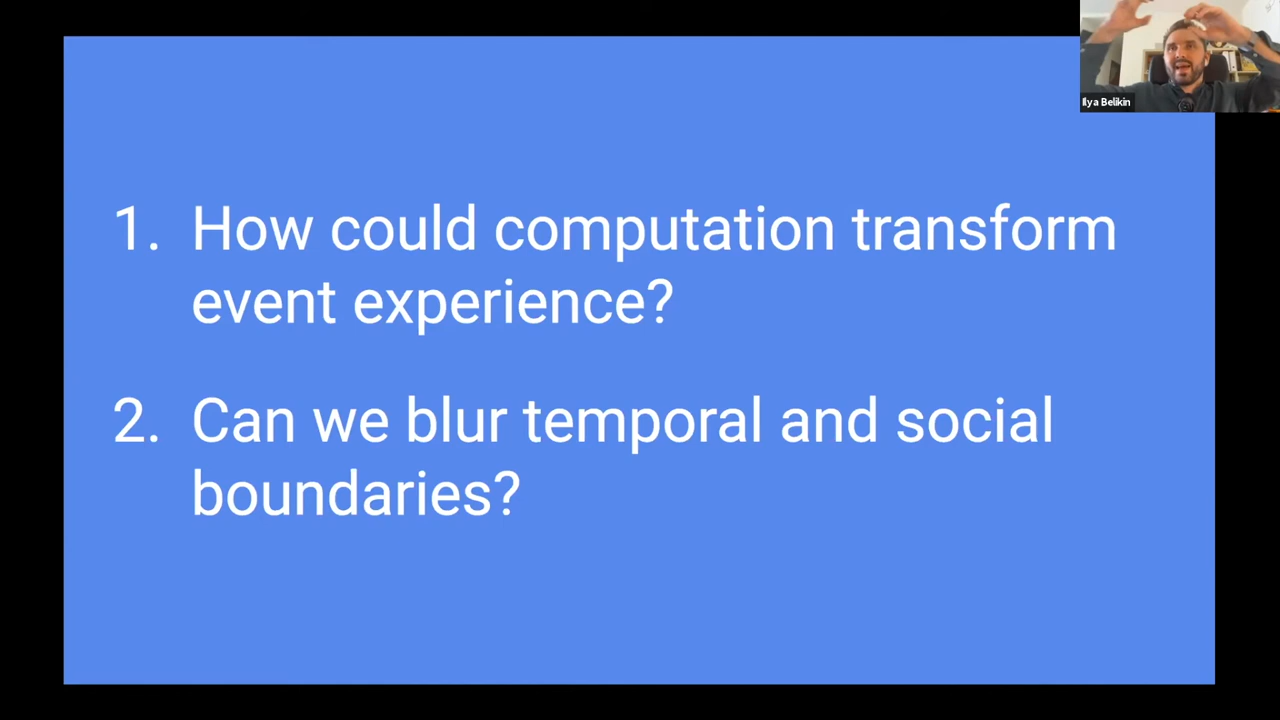 Ilya Belikin
1. How could computation transform
event experience?
2. Can we blur temporal and social
boundaries?